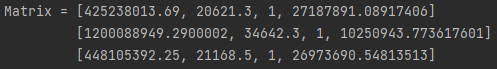 Matrix = [425238013.69, 20621.3, 1, 27187891.08917406]
[1200088949.2900002, 34642.3, 1, 10250943.773617601]
[448105392.25, 21168.5, 1, 26973690.54813513]